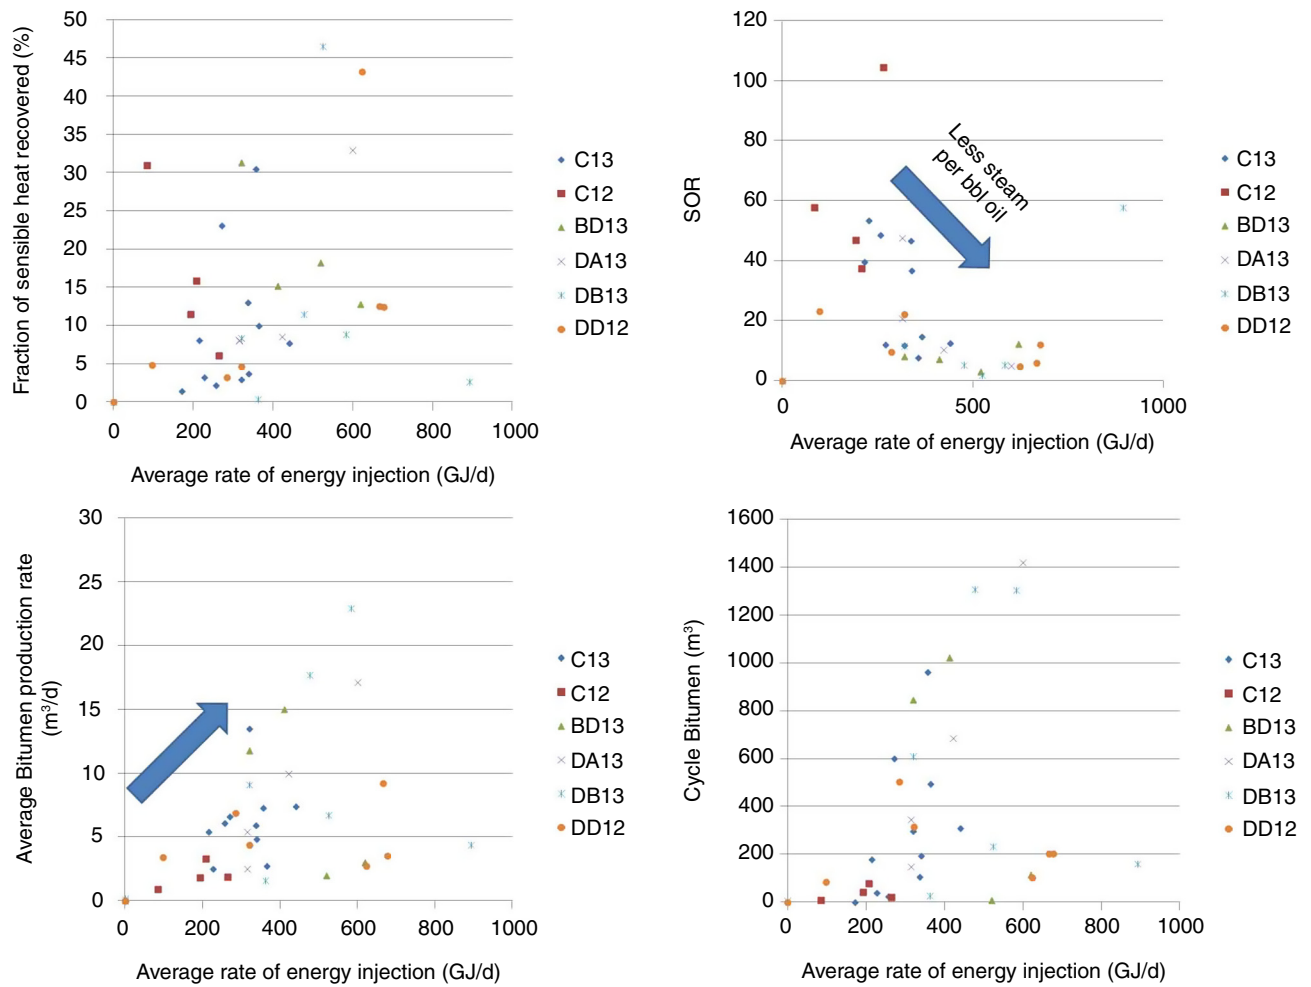 Fraction of sensible heat recovered (%)
50
45
40
35
30
25
20
15
10
5
0
0 200 400 600 800 1000
Average rate of energy injection (GJ/d)
C13
C12
BD13
DA13
DB13
DD12
SOR
120
100
80
60
40
20
0
0 500 1000
Average rate of energy injection (GJ/d)
Less steam
per bbl oil
C13
C12
BD13
DA13
DB13
DD12
Average Bitumen production rate
(m³/d)
30
25
20
15
10
5
0
0 200 400 600 800 1000
Average rate of energy injection (GJ/d)
C13
C12
BD13
DA13
DB13
DD12
Cycle Bitumen (m³)
1600
1400
1200
1000
800
600
400
200
0
0 200 400 600 800 1000
Average rate of energy injection (GJ/d)
C13
C12
BD13
DA13
DB13
DD12